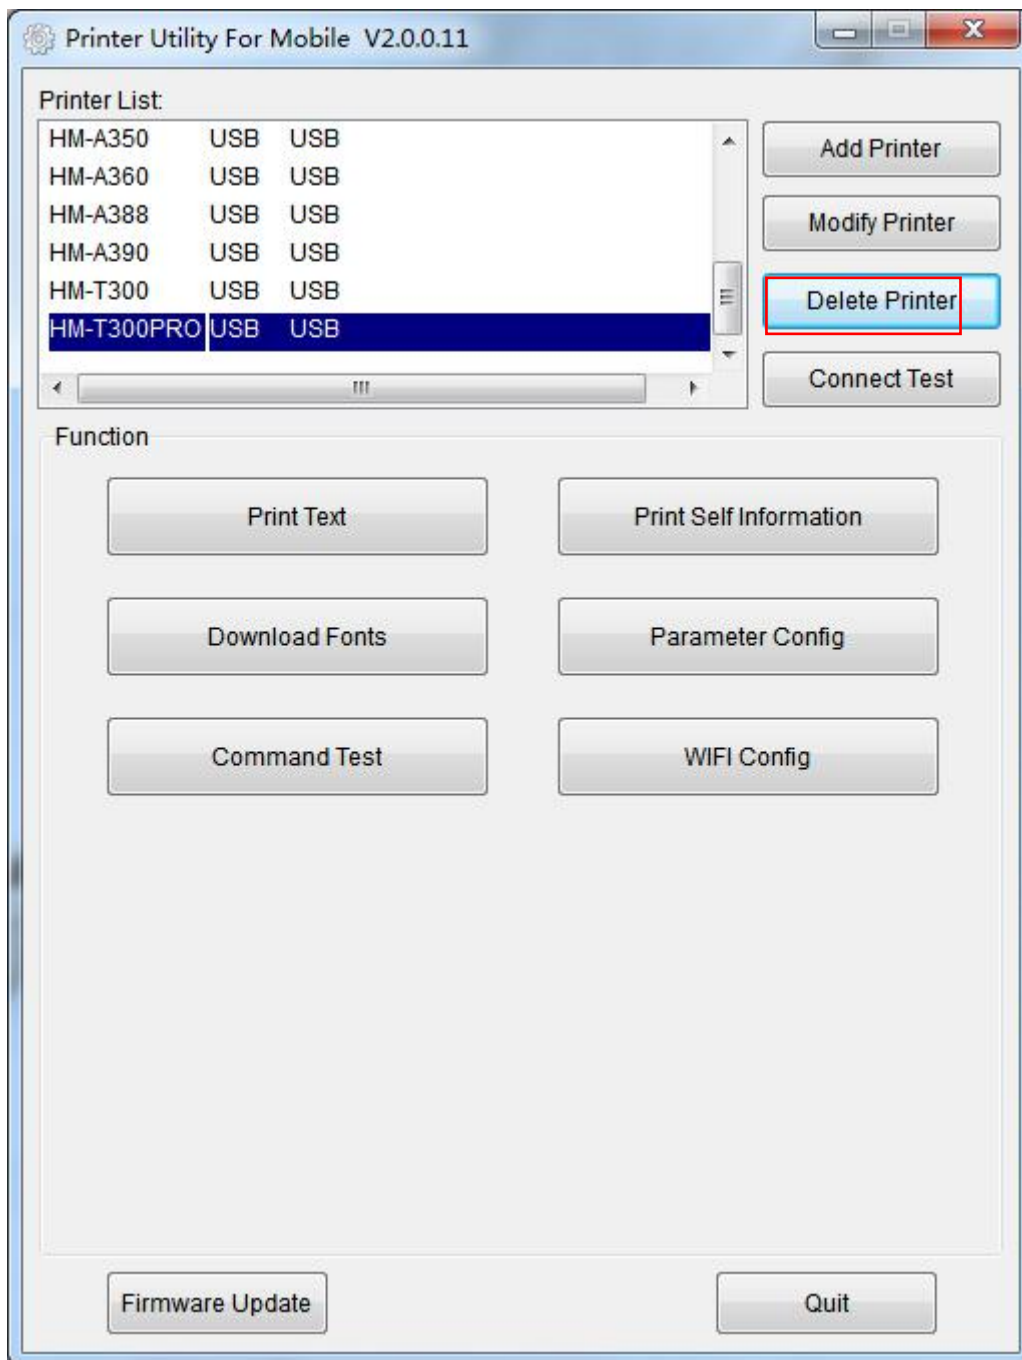 Printer Utility For Mobile V2.0.0.11
Printer List:
HM-A350 USB USB
HM-A360 USB USB
HM-A388 USB USB
HM-A390 USB USB
HM-T300 USB USB
HM-T300PRO USB USB
Add Printer
Modify Printer
Delete Printer
Connect Test
Function
Print Text
Print Self Information
Download Fonts
Parameter Config
Command Test
WIFI Config
Firmware Update
Quit